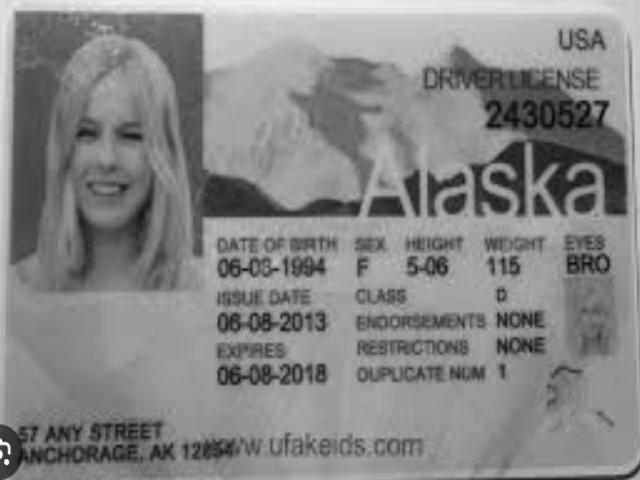 USA
DRIVER LICENSE
2430527
Alaska
DATE OF BIRTH SEX HEIGHT WEIGHT EYES
06-08-1994 F 5-06 115 BRO
ISSUE DATE CLASS D
06-08-2013 ENDORSEMENTS NONE
EXPIRES RESTRICTIONS NONE
06-08-2018 DUPLICATE NUM 1
57 ANY STREET
ANCHORAGE, AK 12854
www.ufakeids.com